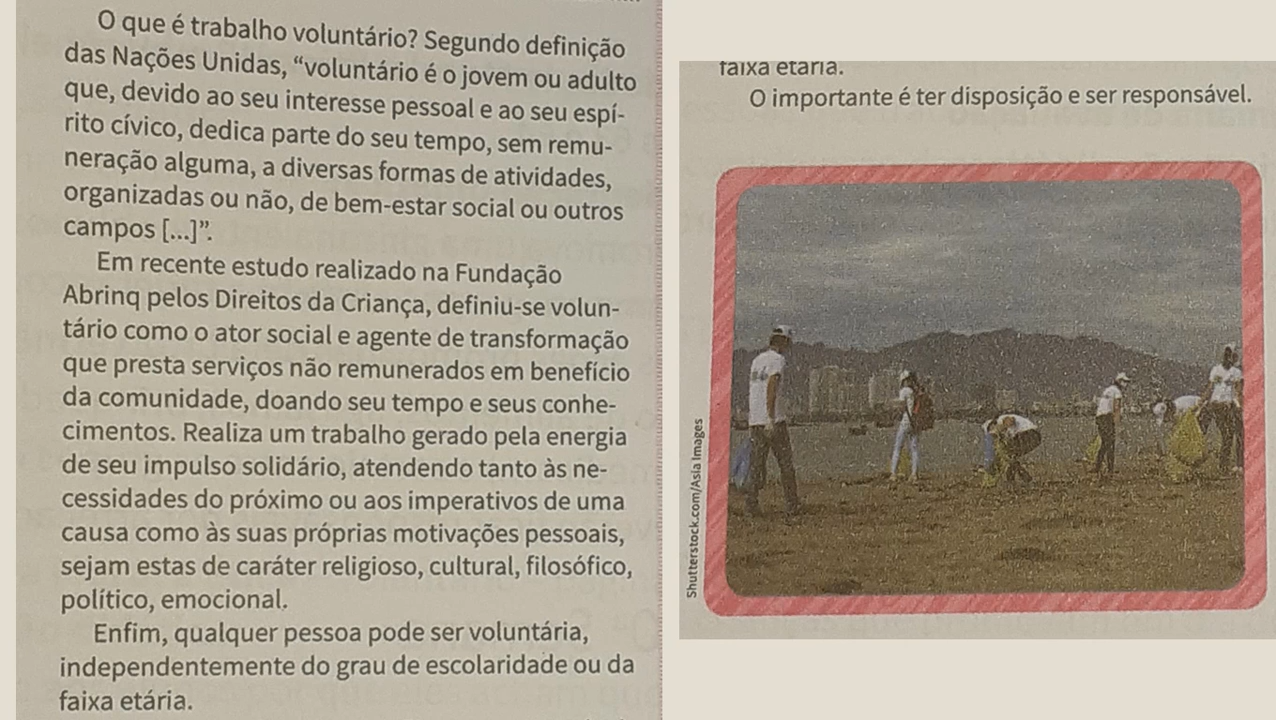 O que é trabalho voluntário? Segundo definição
das Nações Unidas, “voluntário é o jovem ou adulto
que, devido ao seu interesse pessoal e ao seu espí-
rito cívico, dedica parte do seu tempo, sem remu-
neração alguma, a diversas formas de atividades,
organizadas ou não, de bem-estar social ou outros
campos [...]”.
Em recente estudo realizado na Fundação
Abrinq pelos Direitos da Criança, definiu-se volun-
tário como o ator social e agente de transformação
que presta serviços não remunerados em benefício
da comunidade, doando seu tempo e seus conhe-
cimentos. Realiza um trabalho gerado pela energia
de seu impulso solidário, atendendo tanto às ne-
cessidades do próximo ou aos imperativos de uma
causa como às suas próprias motivações pessoais,
sejam estas de caráter religioso, cultural, filosófico,
político, emocional.
Enfim, qualquer pessoa pode ser voluntária,
independentemente do grau de escolaridade ou da
faixa etária.
faixa etária.
O importante é ter disposição e ser responsável.
Shutterstock.com/Asia Images